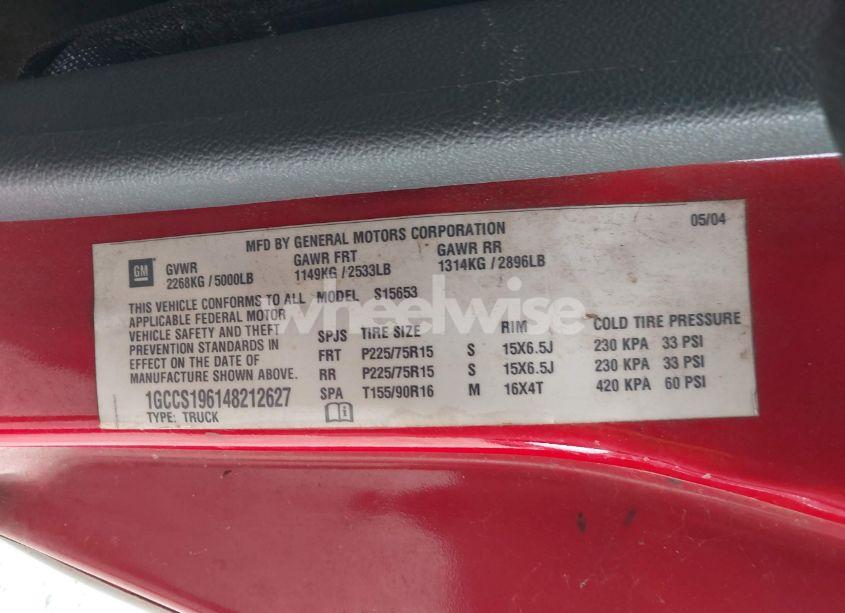 MFD BY GENERAL MOTORS CORPORATION 05/04
GM GVWR GAWR FRT GAWR RR
2268KG / 5000LB 1149KG / 2533LB 1314KG / 2896LB
THIS VEHICLE CONFORMS TO ALL MODEL S15653
APPLICABLE FEDERAL MOTOR
VEHICLE SAFETY AND THEFT SPJS TIRE SIZE RIM COLD TIRE PRESSURE
PREVENTION STANDARDS IN FRT P225/75R15 S 15X6.5J 230 KPA 33 PSI
EFFECT ON THE DATE OF
MANUFACTURE SHOWN ABOVE. RR P225/75R15 S 15X6.5J 230 KPA 33 PSI
1GCCS196148212627 SPA T155/90R16 M 16X4T 420 KPA 60 PSI
TYPE: TRUCK
wheelwise